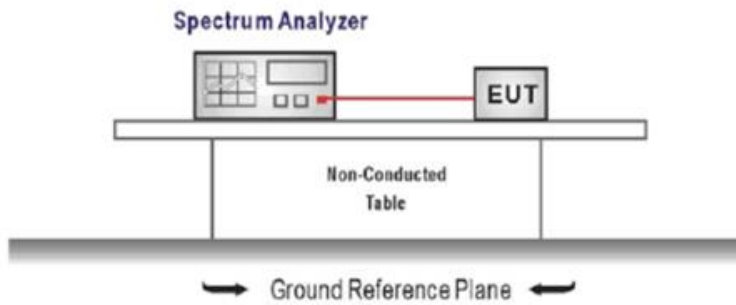 Spectrum Analyzer
EUT
Non-Conducted
Table
Ground Reference Plane